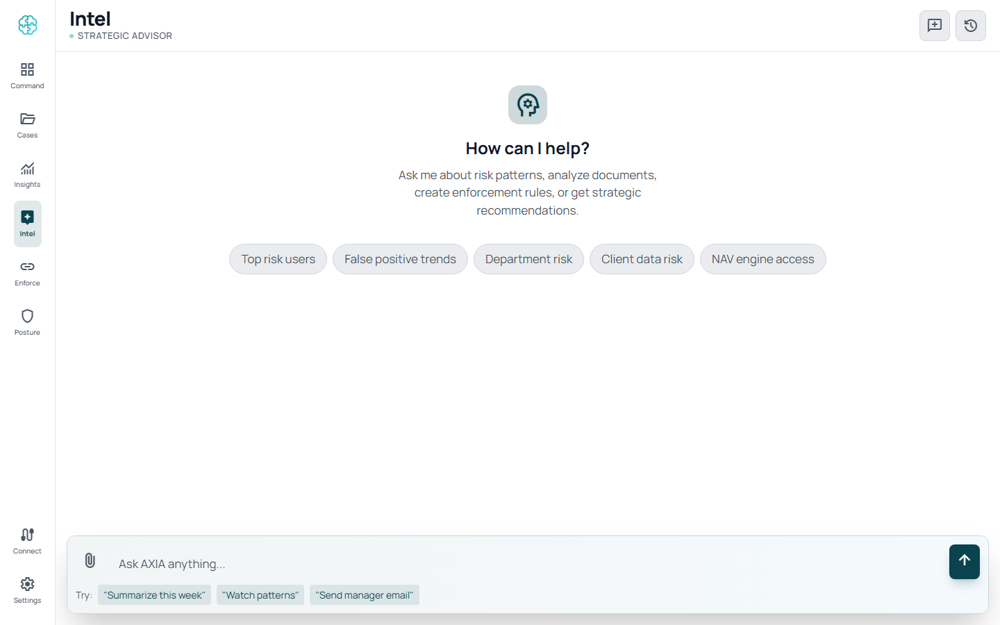 Intel
STRATEGIC ADVISOR
Command
Cases
Insights
Intel
Enforce
Posture
Connect
Settings
How can I help?
Ask me about risk patterns, analyze documents,
create enforcement rules, or get strategic
recommendations.
Top risk users
False positive trends
Department risk
Client data risk
NAV engine access
Ask AXIA anything...
Try: "Summarize this week" "Watch patterns" "Send manager email"